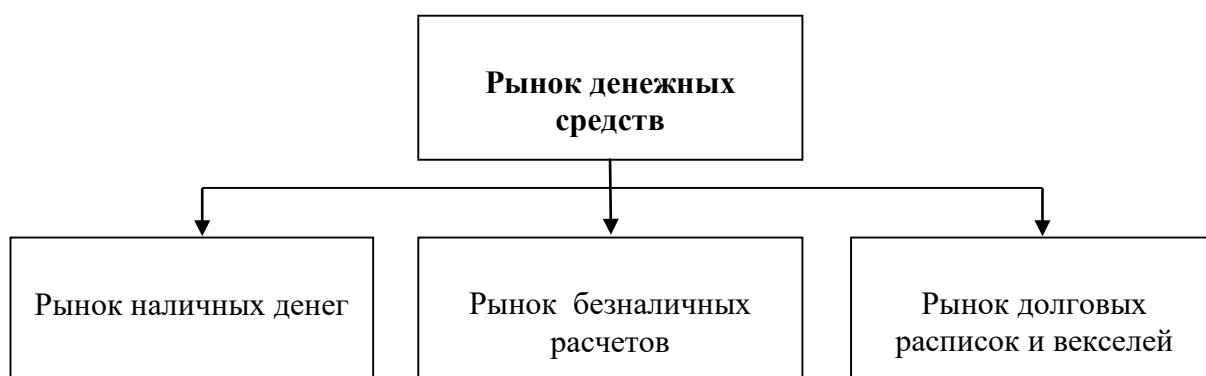 Рынок денежных
средств
Рынок наличных денег
Рынок безналичных
расчетов
Рынок долговых
расписок и векселей